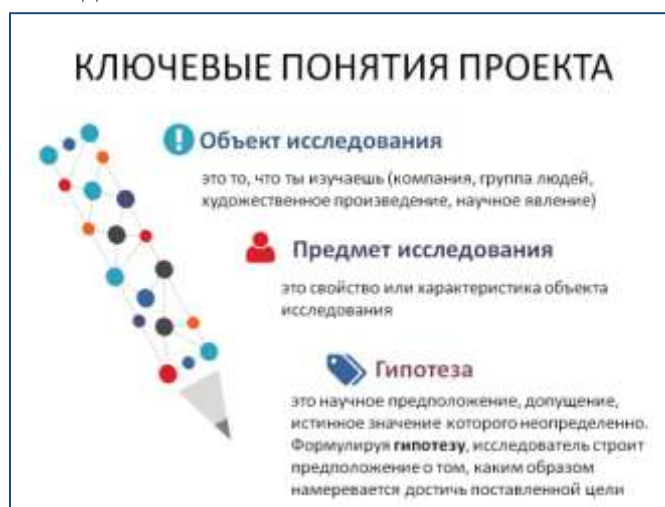 КЛЮЧЕВЫЕ ПОНЯТИЯ ПРОЕКТА
Объект исследования
это то, что ты изучаешь (компания, группа людей,
художественное произведение, научное явление)
Предмет исследования
это свойство или характеристика объекта
исследования
Гипотеза
это научное предположение, допущение,
истинное значение которого неопределенно.
Формулируя гипотезу, исследователь строит
предположение о том, каким образом
намеревается достичь поставленной цели